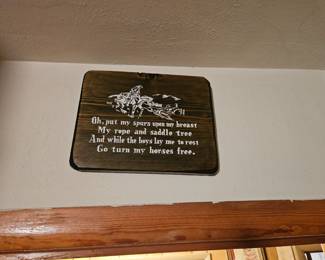 Oh, put my spurs upon my breast
My rope and saddle tree
And while the boys lay me to rest
Go turn my horses free.